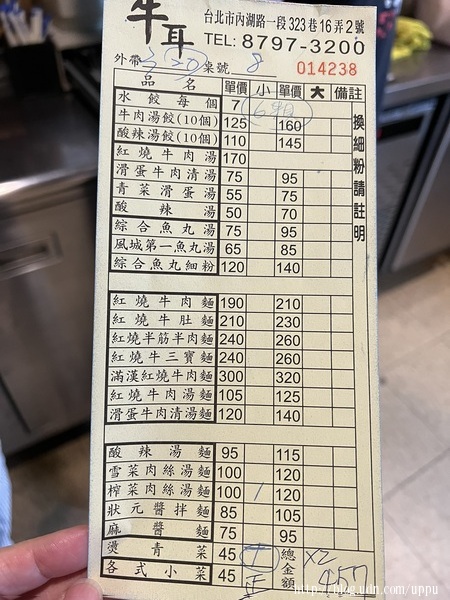 牛耳
台北市內湖路一段323巷16弄2號
TEL: 8797-3200
外帶 桌號 8 014238
品名 單價 小 單價 大 備註
水餃每個 7
牛肉湯餃(10個) 125 160
酸辣湯餃(10個) 110 145
紅燒牛肉湯 170
滑蛋牛肉清湯 75 95
青菜滑蛋湯 55 75
酸辣湯 50 70
綜合魚丸湯 75 95
風城第一魚丸湯 65 85
綜合魚丸細粉 120 140
換細粉請註明
紅燒牛肉麵 190 210
紅燒牛肚麵 210 230
紅燒半筋半肉麵 240 260
紅燒牛三寶麵 240 260
滿漢紅燒牛肉麵 300 320
紅燒牛肉湯麵 105 125
滑蛋牛肉清湯麵 120 140
酸辣湯麵 95 115
雪菜肉絲湯麵 100 120
榨菜肉絲湯麵 100 120
狀元醬拌麵 85 105
麻醬麵 75 95
燙青菜 45
各式小菜 45
總金額 X2 457
http://blog.udn.com/uppu